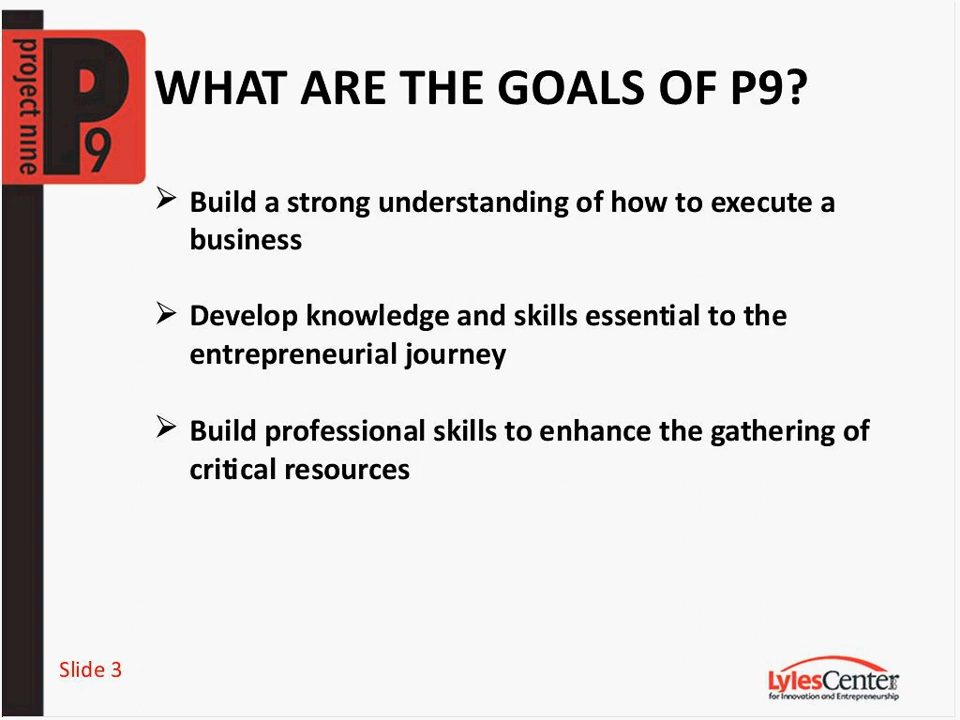 project nine
P
9
WHAT ARE THE GOALS OF P9?
➢ Build a strong understanding of how to execute a
business
➢ Develop knowledge and skills essential to the
entrepreneurial journey
➢ Build professional skills to enhance the gathering of
critical resources
Slide 3
LylesCenter
for Innovation and Entrepreneurship